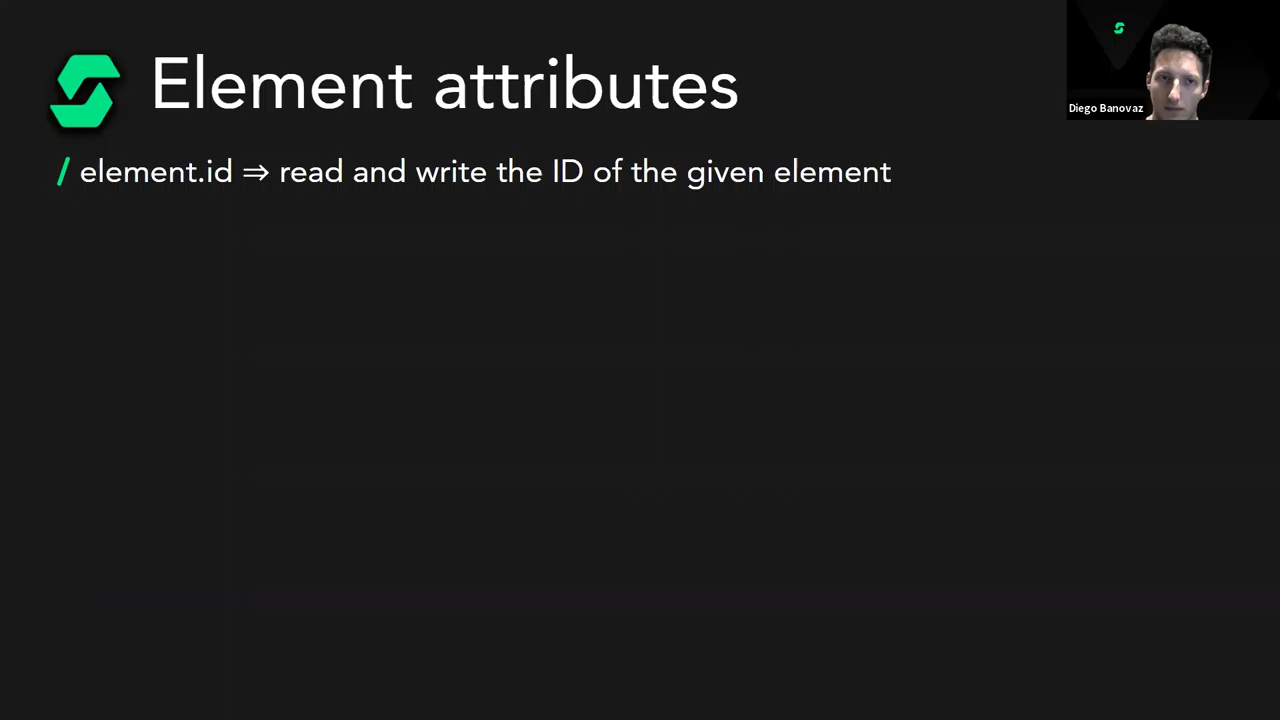 Element attributes
Diego Banovaz
/ element.id ⇒ read and write the ID of the given element